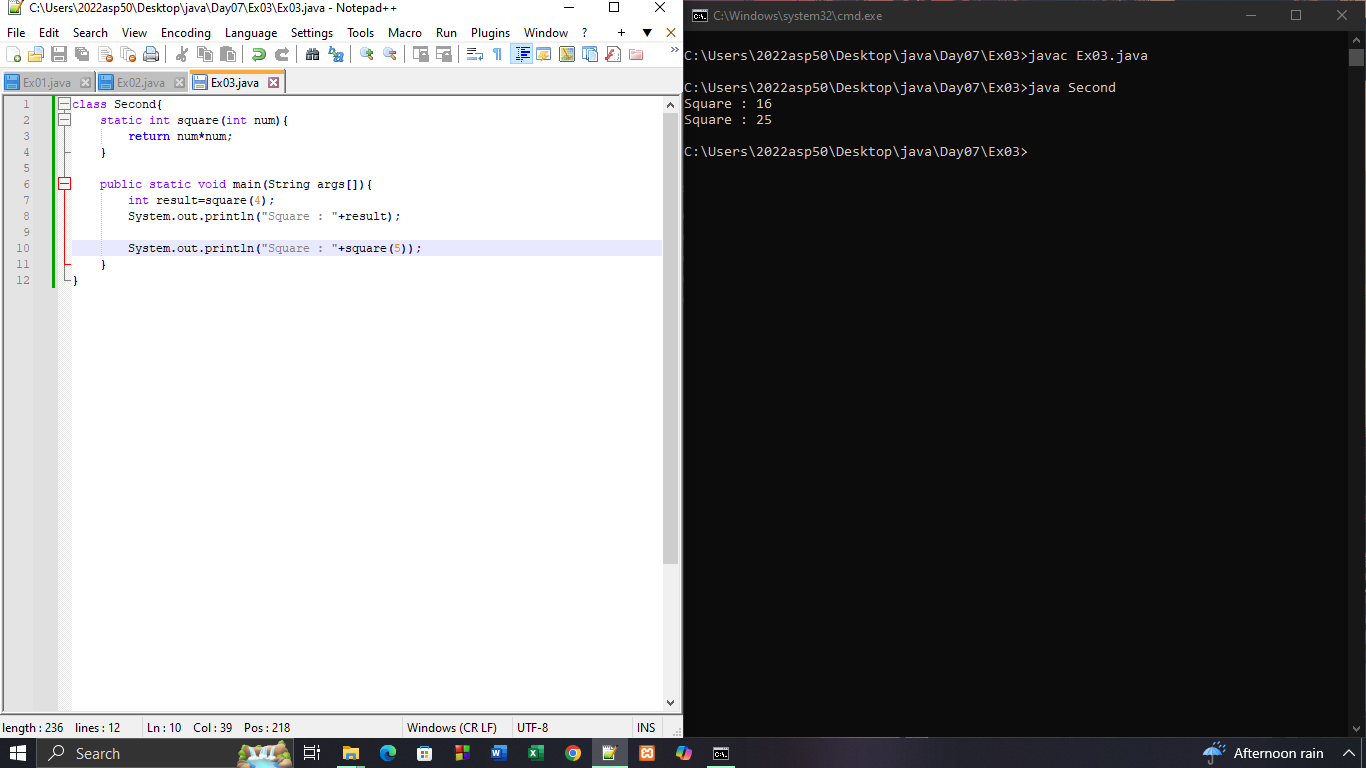 C:\Users\2022asp50\Desktop\java\Day07\Ex03\Ex03.java - Notepad++
File Edit Search View Encoding Language Settings Tools Macro Run Plugins Window ? + ▼ X
Ex01.java Ex02.java Ex03.java
1 class Second{
2 static int square(int num){
3 return num*num;
4 }
5
6 public static void main(String args[]){
7 int result=square(4);
8 System.out.println("Square : "+result);
9
10 System.out.println("Square : "+square(5));
11 }
12 }
length : 236 lines : 12 Ln : 10 Col : 39 Pos : 218 Windows (CR LF) UTF-8 INS
C:\Windows\system32\cmd.exe
C:\Users\2022asp50\Desktop\java\Day07\Ex03>javac Ex03.java
C:\Users\2022asp50\Desktop\java\Day07\Ex03>java Second
Square : 16
Square : 25
C:\Users\2022asp50\Desktop\java\Day07\Ex03>
Search
Afternoon rain